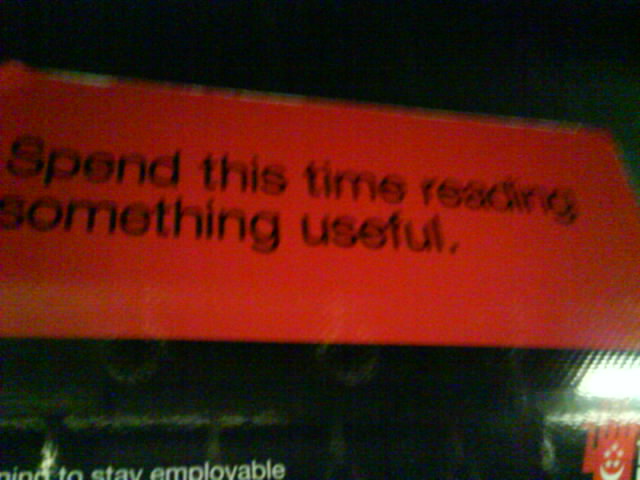 Spend this time reading
something useful.
to stay employable